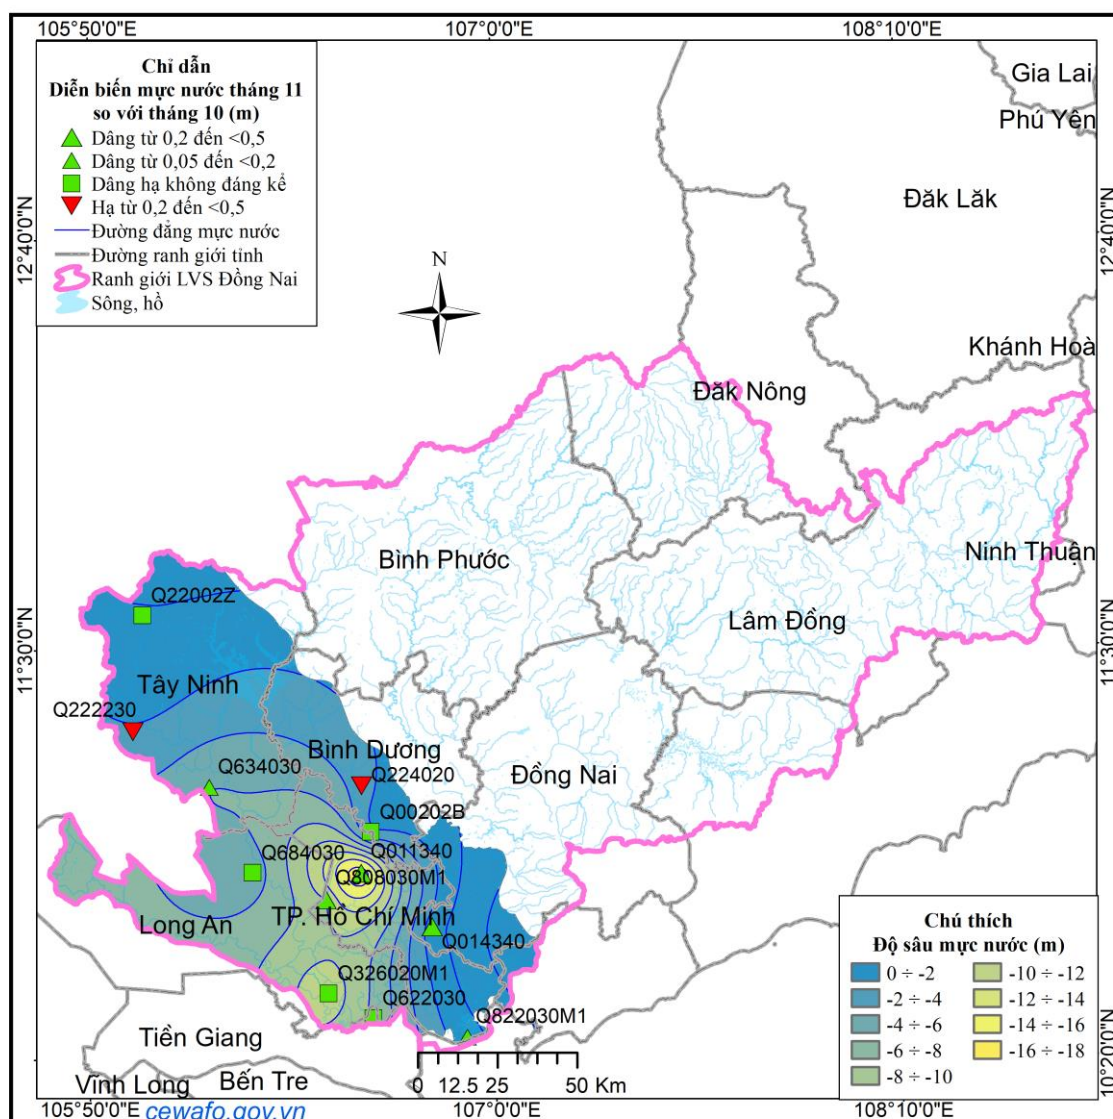 105°50'0"E
107°0'0"E
108°10'0"E
Chỉ dẫn
Diễn biến mực nước tháng 11
so với tháng 10 (m)
Dâng từ 0,2 đến <0,5
Dâng từ 0,05 đến <0,2
Dâng hạ không đáng kể
Hạ từ 0,2 đến <0,5
Đường đẳng mực nước
Đường ranh giới tỉnh
Ranh giới LVS Đồng Nai
Sông, hồ
N
Gia Lai
Phú Yên
Đăk Lăk
12°40'0"N
12°40'0"N
Khánh Hoà
Đăk Nông
Bình Phước
Ninh Thuận
Lâm Đồng
11°30'0"N
11°30'0"N
Q22002Z
Tây Ninh
Q222230
Bình Dương
Q634030
Q224020
Đồng Nai
Q00202B
Q684030
Q011340
Q808030M1
Long An
TP. Hồ Chí Minh
Q014340
Q326020M1
Q622030
Q822030M1
Tiền Giang
Vĩnh Long
Bến Tre
0 12.5 25 50 Km
Chú thích
Độ sâu mực nước (m)
0 ÷ -2
-2 ÷ -4
-4 ÷ -6
-6 ÷ -8
-8 ÷ -10
-10 ÷ -12
-12 ÷ -14
-14 ÷ -16
-16 ÷ -18
10°20'0"N
105°50'0"E
cewafo.gov.vn
107°0'0"E
108°10'0"E